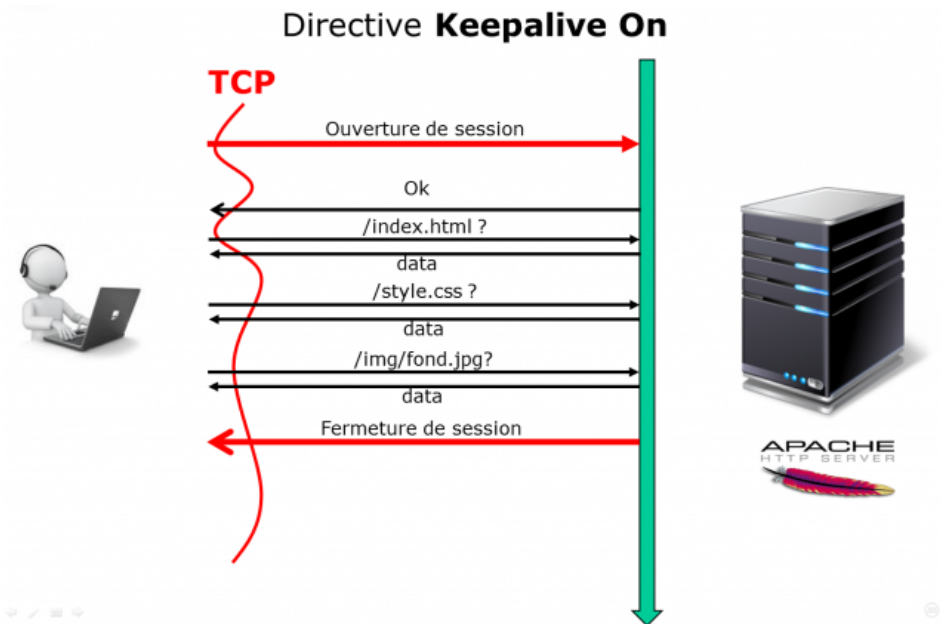 Directive Keepalive On
TCP
Ouverture de session
Ok
/index.html ?
data
/style.css ?
data
/img/fond.jpg?
data
Fermeture de session
APACHE
HTTP SERVER